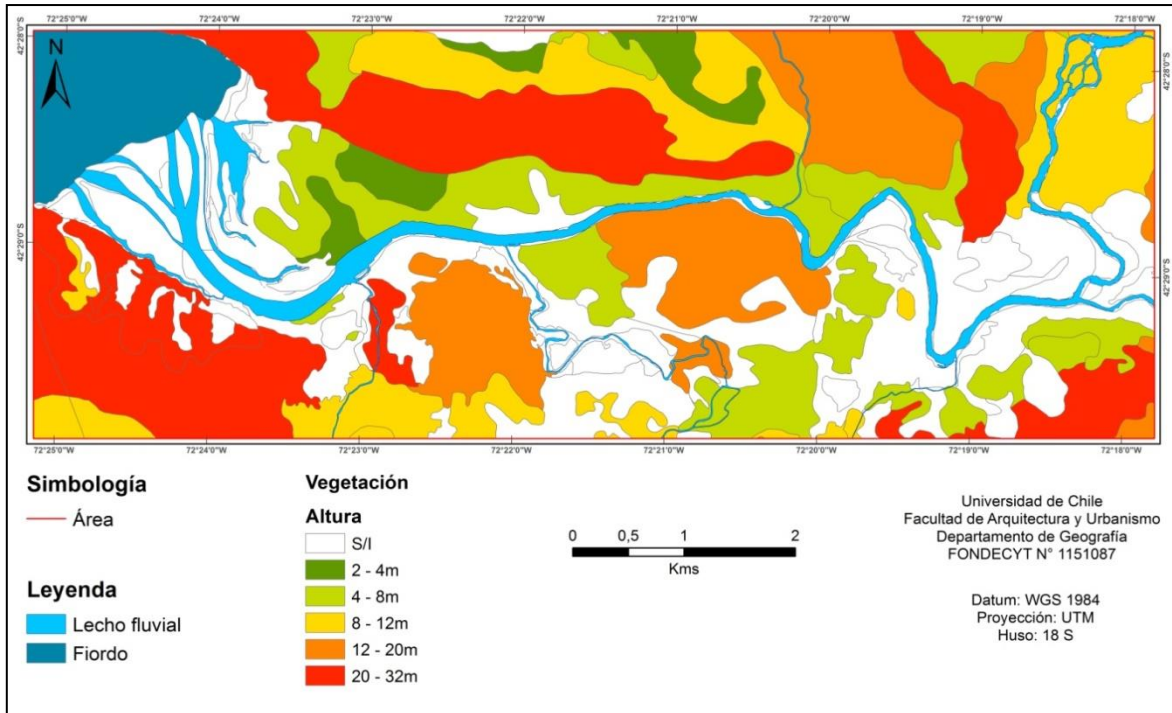 72°25'0"W 72°24'0"W 72°23'0"W 72°22'0"W 72°21'0"W 72°20'0"W 72°19'0"W 72°18'0"W
42°28'0"S
42°28'0"S
N
42°29'0"S
42°29'0"S
72°25'0"W 72°24'0"W 72°23'0"W 72°22'0"W 72°21'0"W 72°20'0"W 72°19'0"W 72°18'0"W
Simbología
Área
Leyenda
Lecho fluvial
Fiordo
Vegetación
Altura
S/I
2 - 4m
4 - 8m
8 - 12m
12 - 20m
20 - 32m
0 0,5 1 2
Kms
Universidad de Chile
Facultad de Arquitectura y Urbanismo
Departamento de Geografía
FONDECYT N° 1151087
Datum: WGS 1984
Proyección: UTM
Huso: 18 S